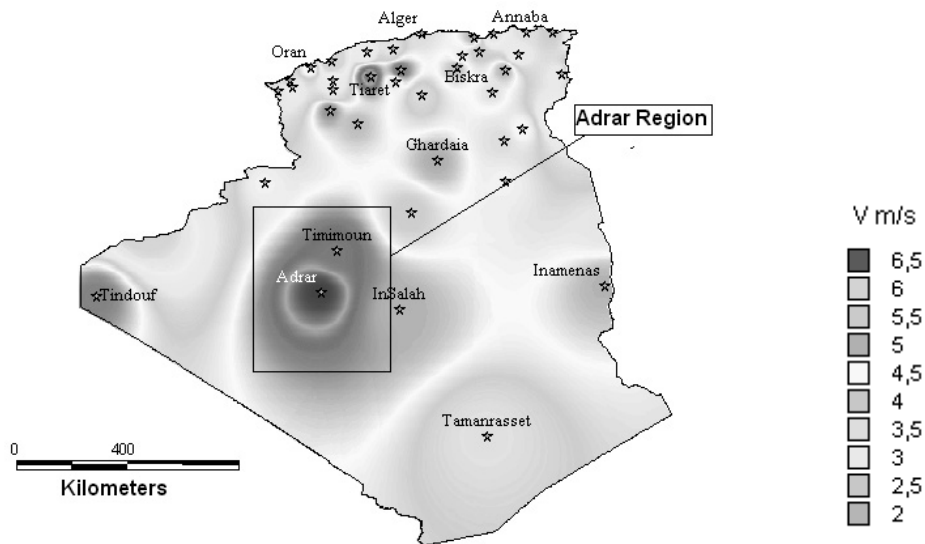 Alger
Annaba
Oran
Tiaret
Biskra
Adrar Region
Ghardaia
V m/s
Timimoun
6,5
Adrar
Inamenas
6
Tindouf
InSalah
5,5
5
4,5
4
Tamanrasset
3,5
0 400
3
Kilometers
2,5
2